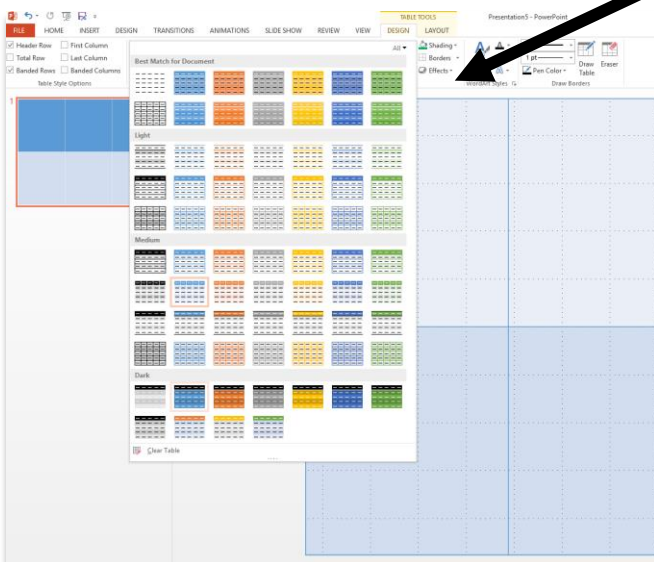 TABLE TOOLS
Presentation5 - PowerPoint
FILE HOME INSERT DESIGN TRANSITIONS ANIMATIONS SLIDE SHOW REVIEW VIEW DESIGN LAYOUT
Header Row First Column
Total Row Last Column
Banded Rows Banded Columns
Table Style Options
All
Best Match for Document
Light
Medium
Dark
Clear Table
Shading
Borders
Effects
A A
WordArt Styles
1 pt
Pen Color
Draw Table
Eraser
Draw Borders
1